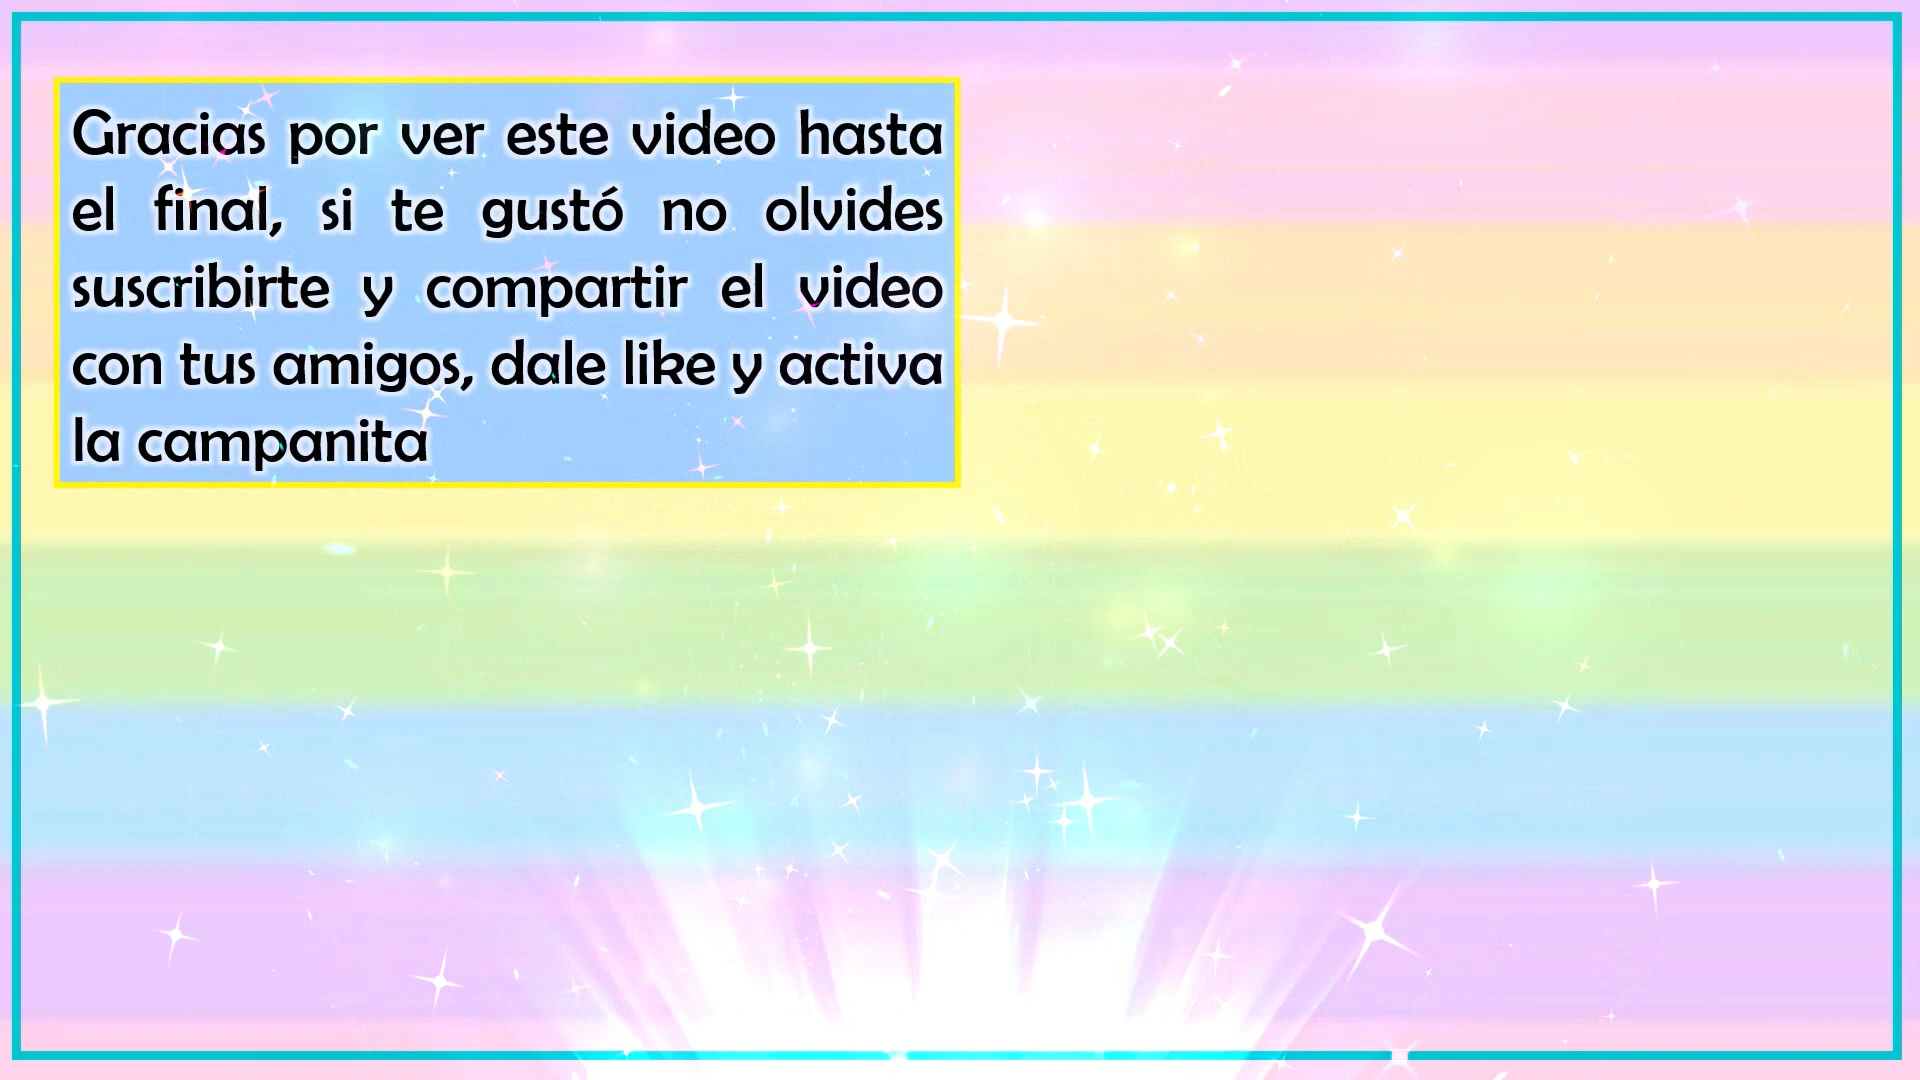 Gracias por ver este video hasta
el final, si te gustó no olvides
suscribirte y compartir el video
con tus amigos, dale like y activa
la campanita